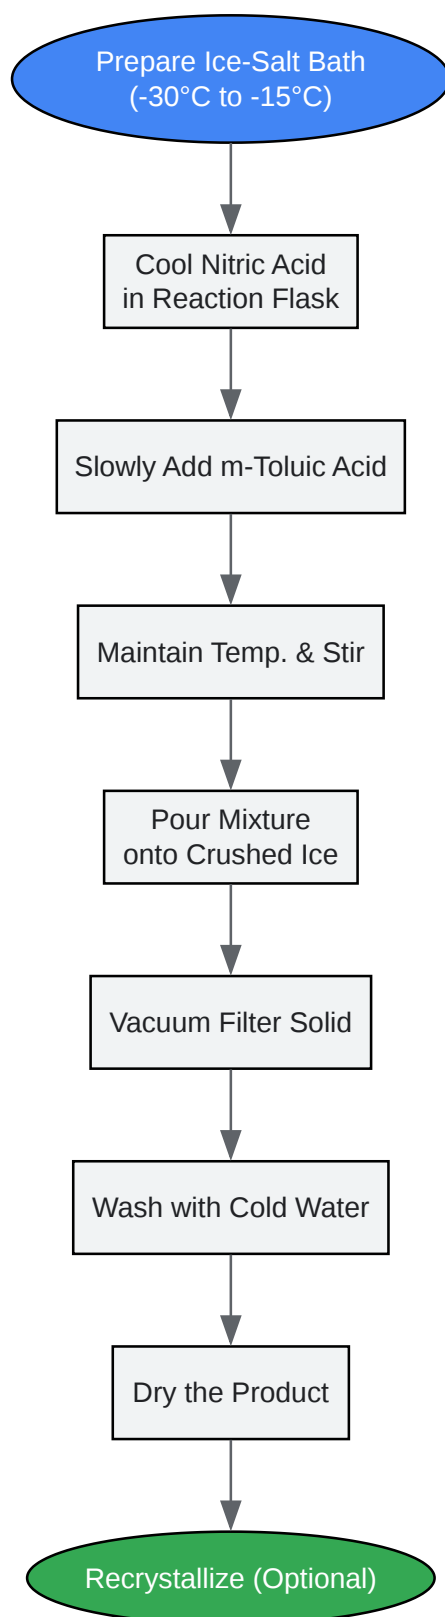 Prepare Ice-Salt Bath
(-30°C to -15°C)
Cool Nitric Acid
in Reaction Flask
Slowly Add m-Toluic Acid
Maintain Temp. & Stir
Pour Mixture
onto Crushed Ice
Vacuum Filter Solid
Wash with Cold Water
Dry the Product
Recrystallize (Optional)